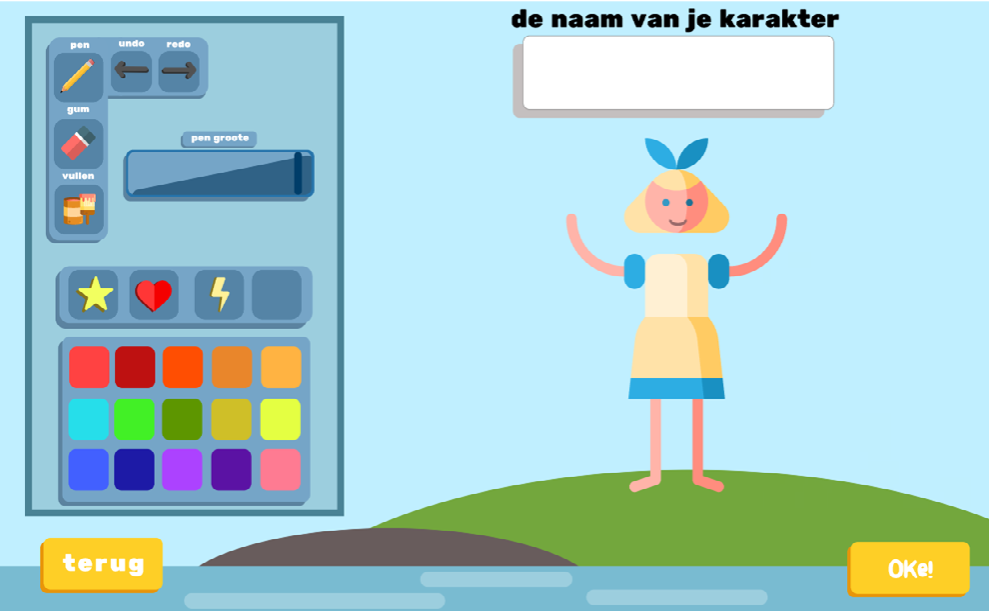 de naam van je karakter
pen
undo
redo
gum
pen groote
vullen
terug
OKe!